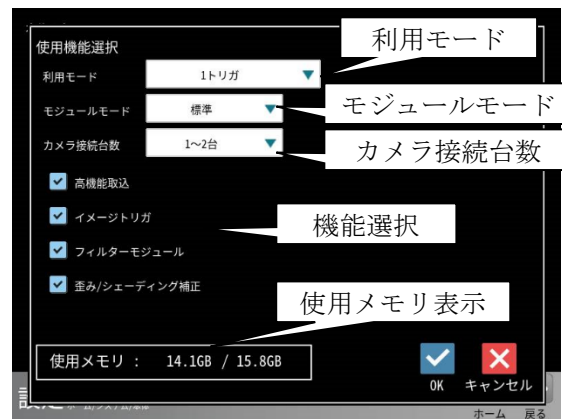 使用機能選択
利用モード
利用モード 1トリガ
モジュールモード 標準
モジュールモード
カメラ接続台数 1～2台
カメラ接続台数
高機能取込
イメージトリガ
機能選択
フィルターモジュール
歪み/シェーディング補正
使用メモリ表示
使用メモリ : 14.1GB / 15.8GB
OK キャンセル
ホーム 戻る